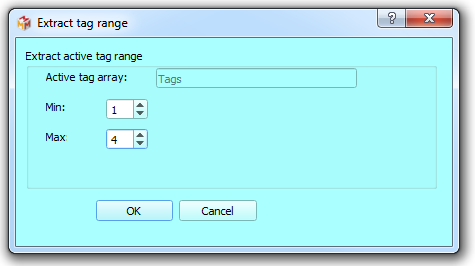 Extract tag range
?
Extract active tag range
Active tag array: Tags
Min: 1
Max 4
OK Cancel